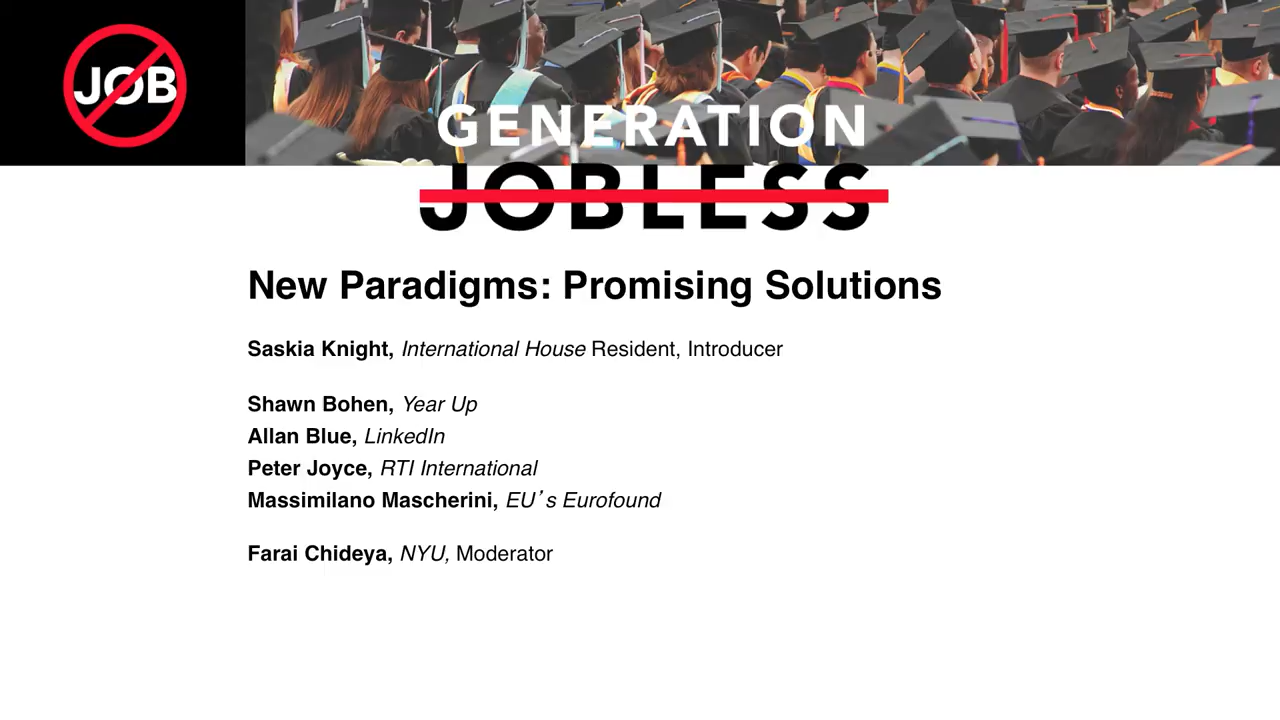 JOB
GENERATION
JOBLESS
New Paradigms: Promising Solutions
Saskia Knight, International House Resident, Introducer
Shawn Bohen, Year Up
Allan Blue, LinkedIn
Peter Joyce, RTI International
Massimilano Mascherini, EU’s Eurofound
Farai Chideya, NYU, Moderator